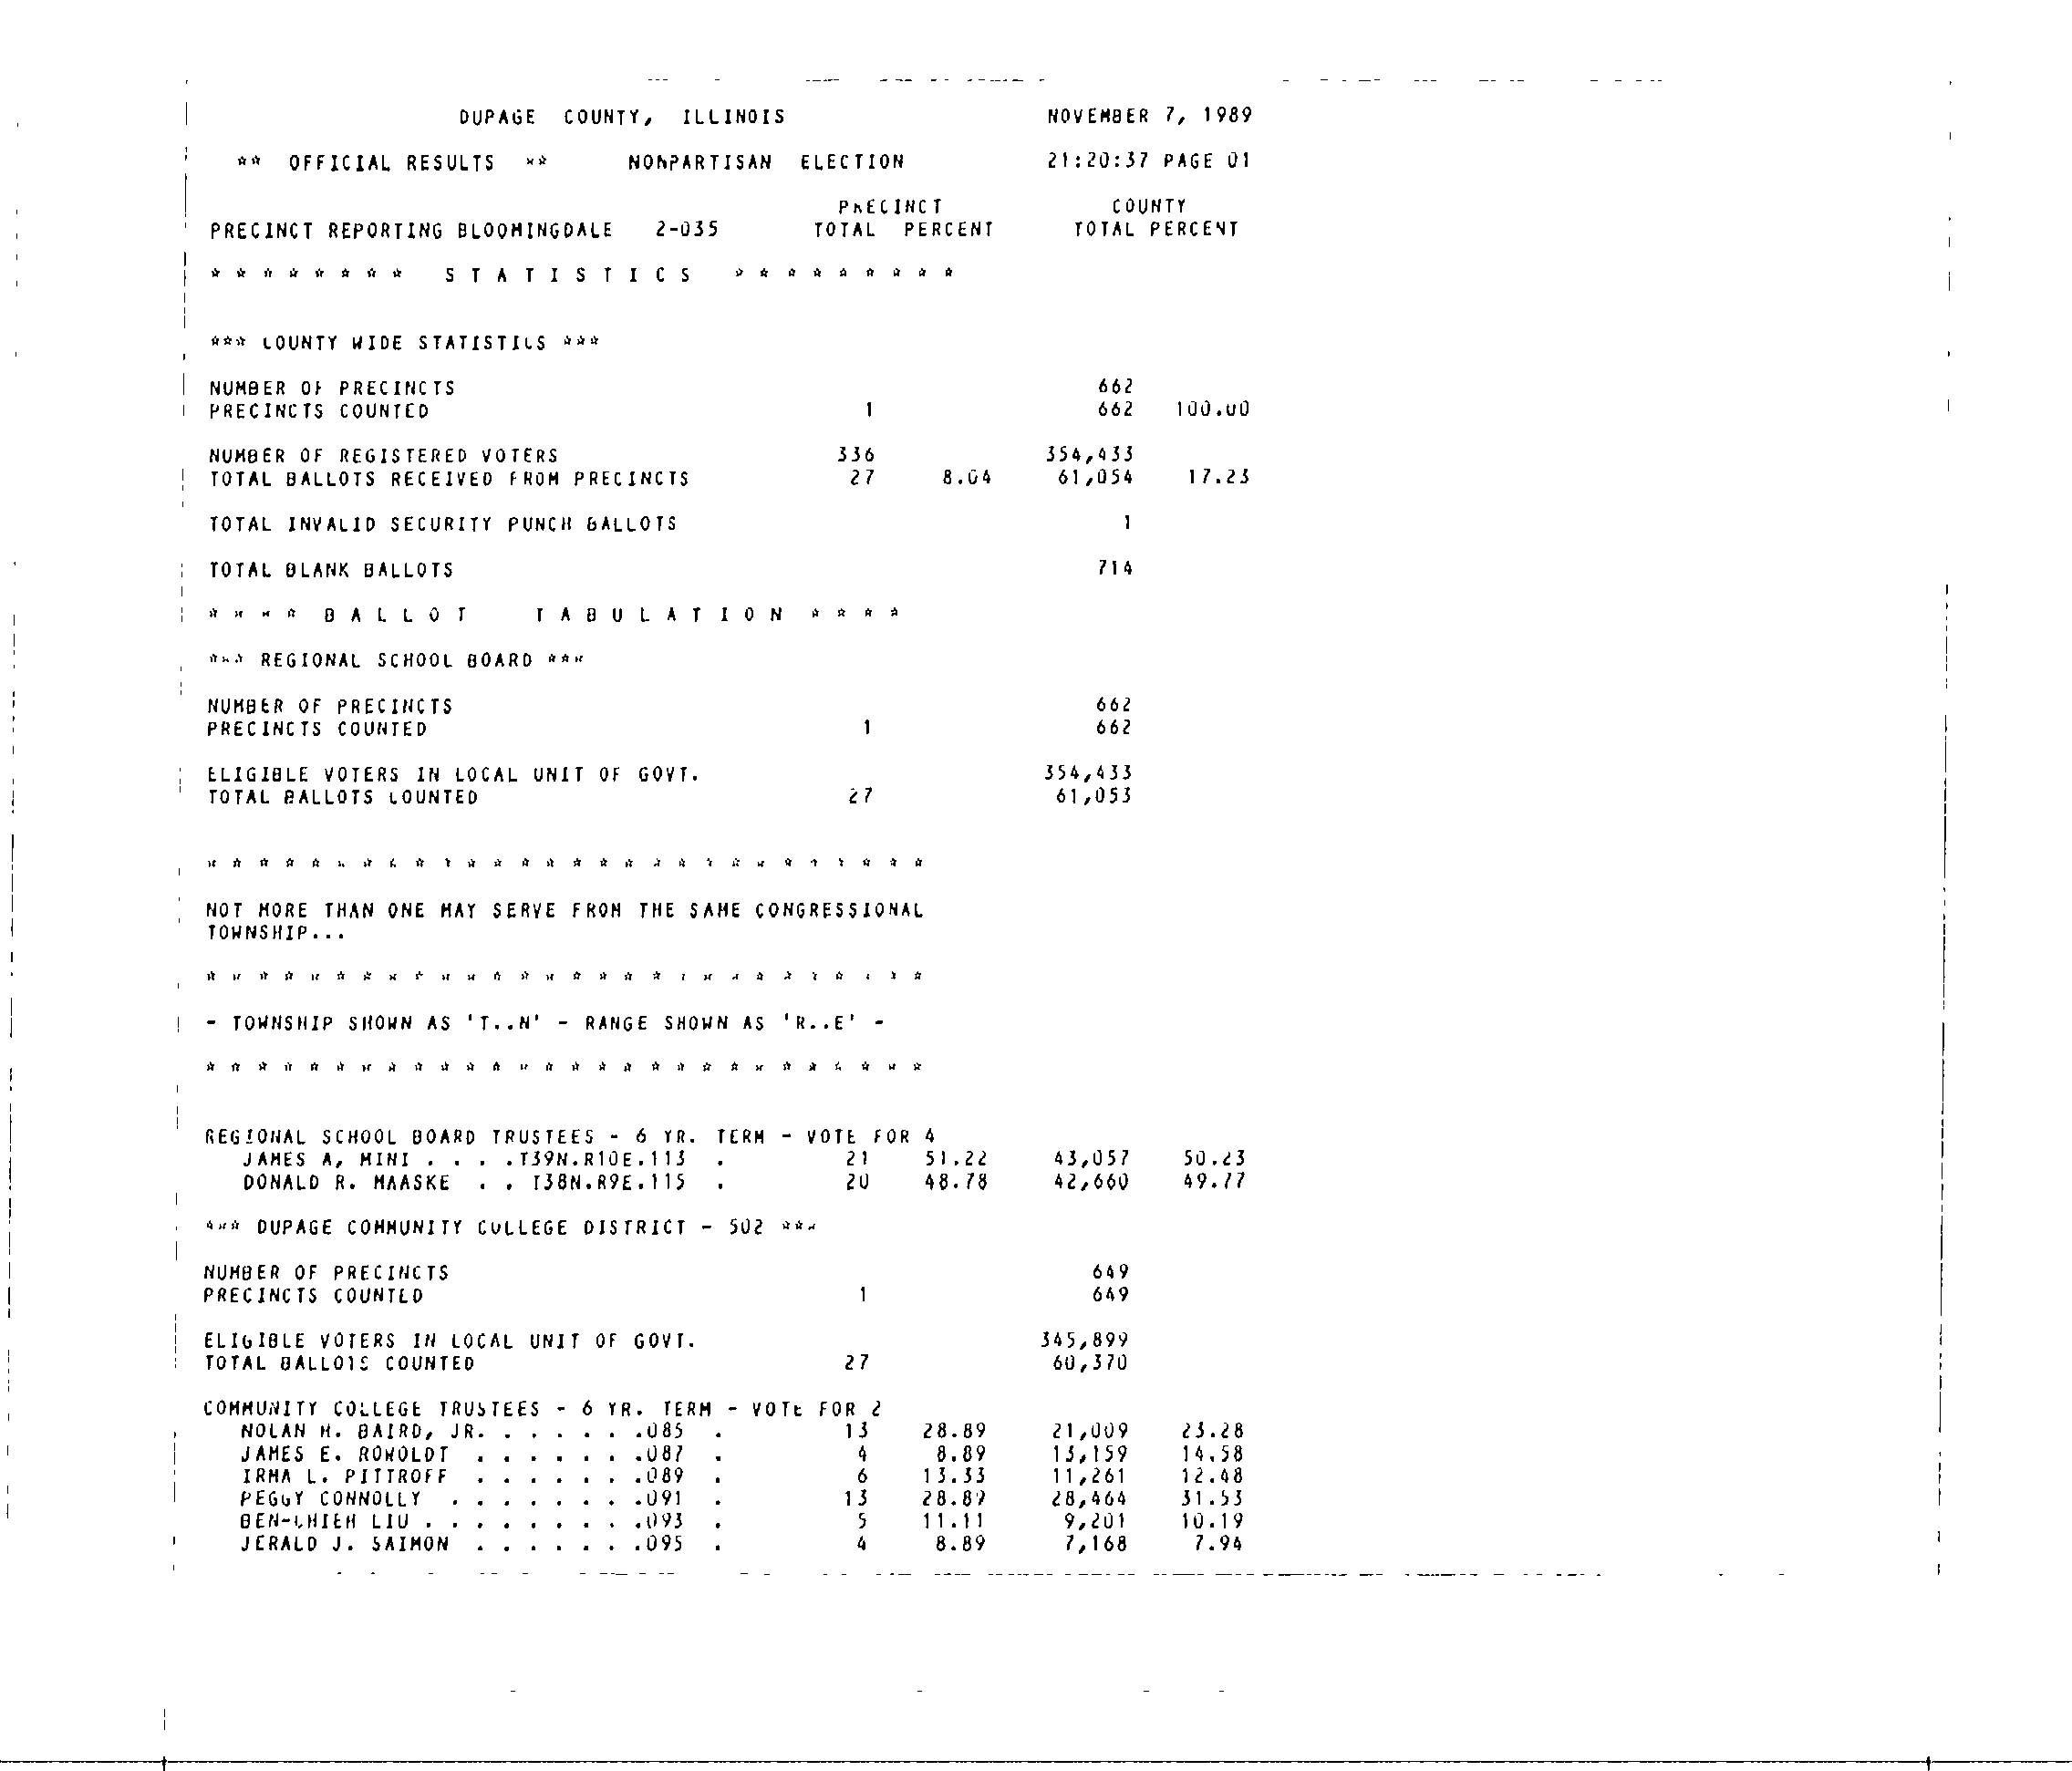 DUPAGE COUNTY, ILLINOIS NOVEMBER 7, 1989
** OFFICIAL RESULTS ** NONPARTISAN ELECTION 21:20:37 PAGE 01
PRECINCT COUNTY
PRECINCT REPORTING BLOOMINGDALE 2-035 TOTAL PERCENT TOTAL PERCENT
* * * * * * * * S T A T I S T I C S * * * * * * * * *
*** COUNTY WIDE STATISTICS ***
NUMBER OF PRECINCTS 662
PRECINCTS COUNTED 1 662 100.00
NUMBER OF REGISTERED VOTERS 336 354,433
TOTAL BALLOTS RECEIVED FROM PRECINCTS 27 8.04 61,054 17.23
TOTAL INVALID SECURITY PUNCH BALLOTS 1
TOTAL BLANK BALLOTS 714
* * * * B A L L O T T A B U L A T I O N * * * *
*** REGIONAL SCHOOL BOARD ***
NUMBER OF PRECINCTS 662
PRECINCTS COUNTED 1 662
ELIGIBLE VOTERS IN LOCAL UNIT OF GOVT. 354,433
TOTAL BALLOTS COUNTED 27 61,053
* * * * * * * * * * * * * * * * * * * * * * * * * * * *
NOT MORE THAN ONE MAY SERVE FROM THE SAME CONGRESSIONAL
TOWNSHIP...
* * * * * * * * * * * * * * * * * * * * * * * * * * * *
- TOWNSHIP SHOWN AS 'T..N' - RANGE SHOWN AS 'R..E' -
* * * * * * * * * * * * * * * * * * * * * * * * * * * *
REGIONAL SCHOOL BOARD TRUSTEES - 6 YR. TERM - VOTE FOR 4
JAMES A, MINI . . . .T39N.R10E.113 . 21 51.22 43,057 50.23
DONALD R. MAASKE . . T38N.R9E.115 . 20 48.78 42,660 49.77
*** DUPAGE COMMUNITY COLLEGE DISTRICT - 502 ***
NUMBER OF PRECINCTS 649
PRECINCTS COUNTED 1 649
ELIGIBLE VOTERS IN LOCAL UNIT OF GOVT. 345,899
TOTAL BALLOTS COUNTED 27 60,370
COMMUNITY COLLEGE TRUSTEES - 6 YR. TERM - VOTE FOR 2
NOLAN H. BAIRD, JR. . . . . . .085 . 13 28.89 21,009 23.28
JAMES E. ROWOLDT . . . . . . .087 . 4 8.89 13,159 14.58
IRMA L. PITTROFF . . . . . . .089 . 6 13.33 11,261 12.48
PEGGY CONNOLLY . . . . . . . .091 . 13 28.89 28,464 31.53
BEN-CHIEH LIU . . . . . . . . .093 . 5 11.11 9,201 10.19
JERALD J. SAIMON . . . . . . .095 . 4 8.89 7,168 7.94